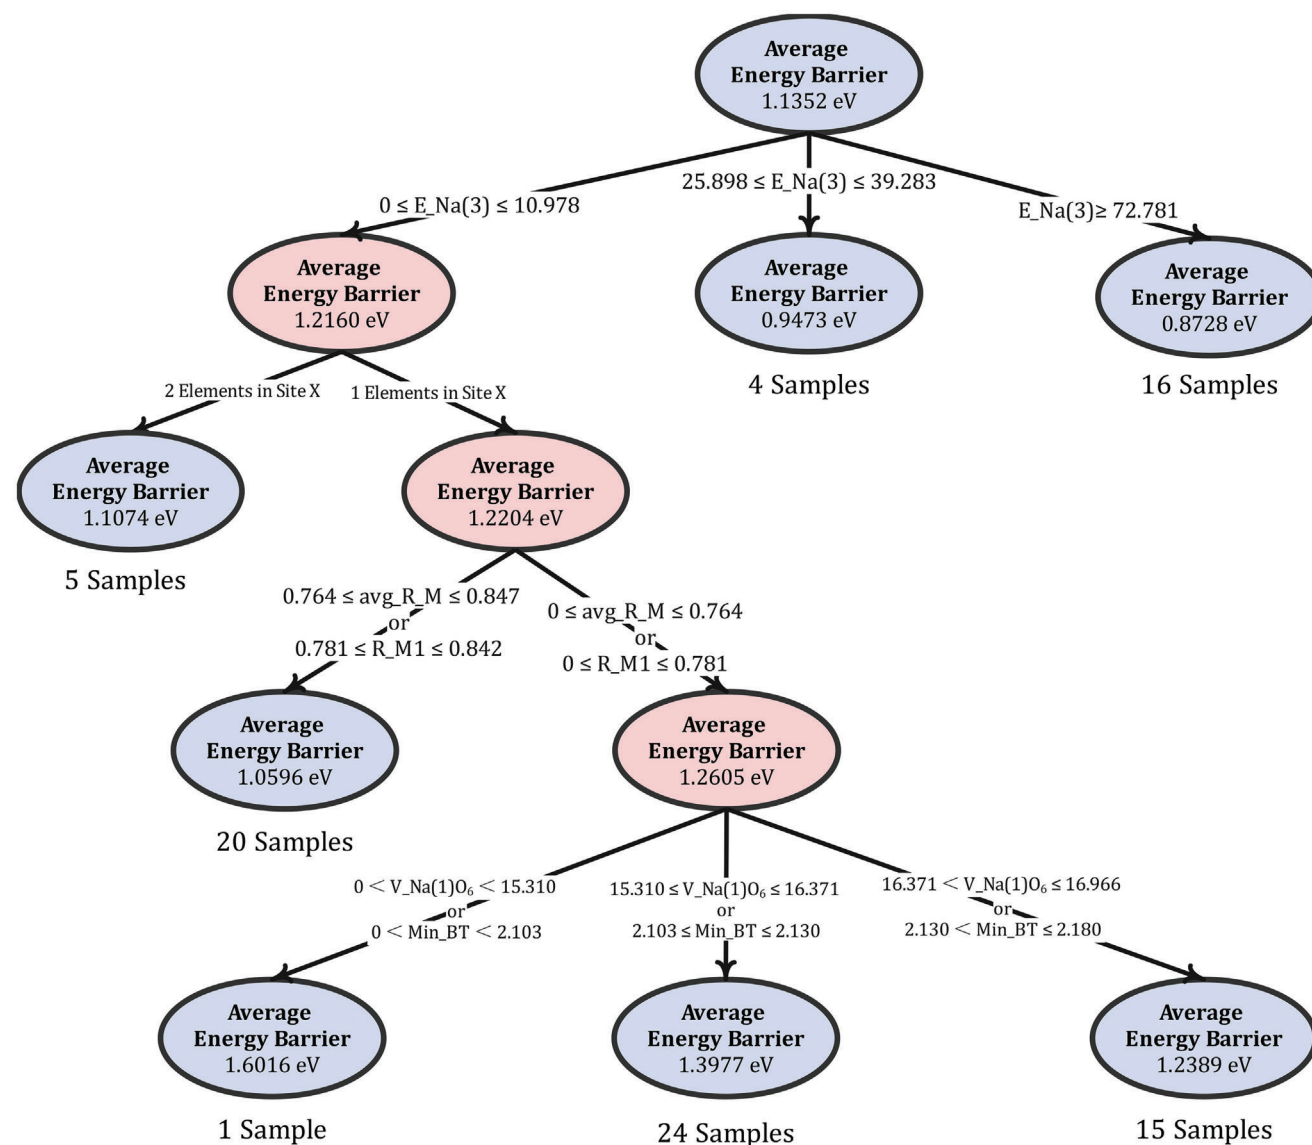 Average
Energy Barrier
1.1352 eV
0 ≤ E_Na(3) ≤ 10.978
25.898 ≤ E_Na(3) ≤ 39.283
E_Na(3)≥ 72.781
Average
Energy Barrier
1.2160 eV
Average
Energy Barrier
0.9473 eV
4 Samples
Average
Energy Barrier
0.8728 eV
16 Samples
2 Elements in Site X
1 Elements in Site X
Average
Energy Barrier
1.1074 eV
5 Samples
Average
Energy Barrier
1.2204 eV
0.764 ≤ avg_R_M ≤ 0.847
or
0.781 ≤ R_M1 ≤ 0.842
0 ≤ avg_R_M ≤ 0.764
or
0 ≤ R_M1 ≤ 0.781
Average
Energy Barrier
1.0596 eV
20 Samples
Average
Energy Barrier
1.2605 eV
0 < V_Na(1)O₆ < 15.310
or
0 < Min_BT < 2.103
15.310 ≤ V_Na(1)O₆ ≤ 16.371
or
2.103 ≤ Min_BT ≤ 2.130
16.371 < V_Na(1)O₆ ≤ 16.966
or
2.130 < Min_BT ≤ 2.180
Average
Energy Barrier
1.6016 eV
1 Sample
Average
Energy Barrier
1.3977 eV
24 Samples
Average
Energy Barrier
1.2389 eV
15 Samples